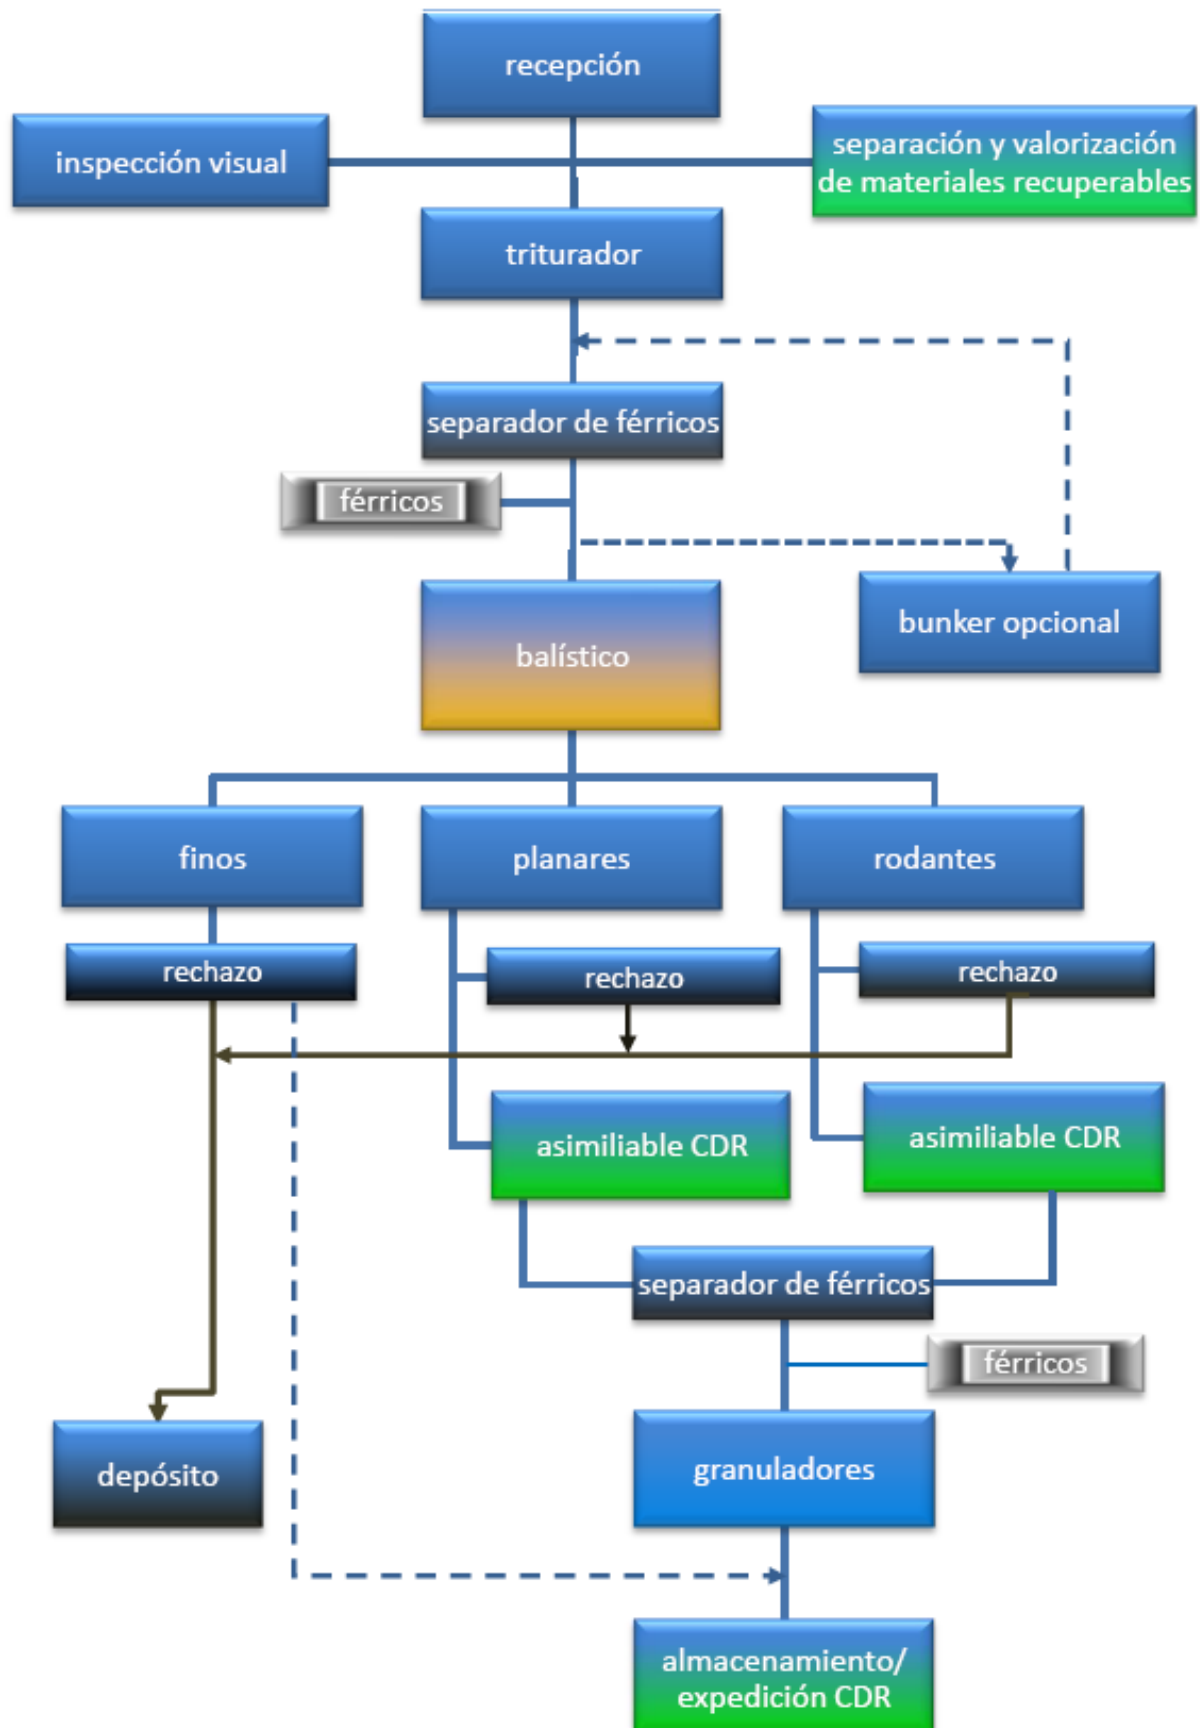 recepción
inspección visual
separación y valorización
de materiales recuperables
triturador
separador de férricos
férricos
bunker opcional
balístico
finos
planares
rodantes
rechazo
rechazo
rechazo
asimiliable CDR
asimiliable CDR
separador de férricos
férricos
granuladores
depósito
almacenamiento/
expedición CDR